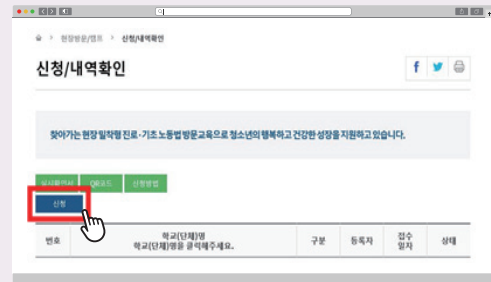 현장방문/캠프 > 신청/내역확인
신청/내역확인
찾아가는 현장 밀착형 진로·기초 노동법 방문교육으로 청소년의 행복하고 건강한 성장을 지원하고 있습니다.
QR코드 신청방법
신청
번호 학교(단체)명 구분 등록자 접수 상태
학교(단체)명을 클릭해주세요. 일자